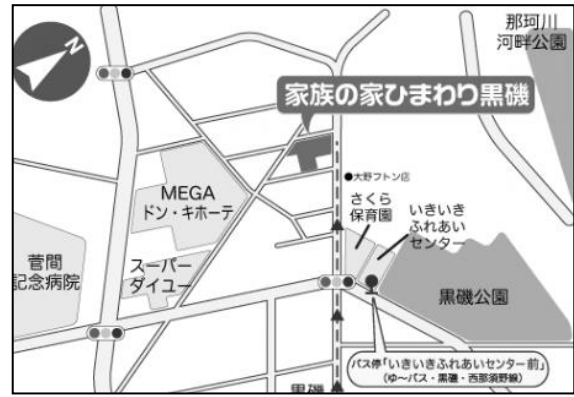 N
那珂川
河畔公園
家族の家ひまわり黒磯
●大野フトン店
MEGA
ドン・キホーテ
さくら
保育園
いきいき
ふれあい
センター
菅間
記念病院
スーパー
ダイユー
黒磯公園
バス停「いきいきふれあいセンター前」
(ゆ〜バス・黒磯・西那須野線)
黒磯